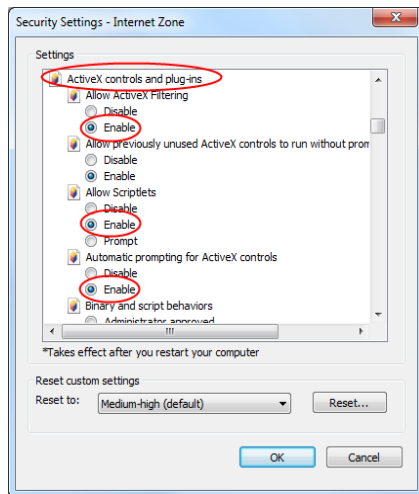 Security Settings - Internet Zone
Settings
ActiveX controls and plug-ins
Allow ActiveX Filtering
Disable
Enable
Allow previously unused ActiveX controls to run without prom
Disable
Enable
Allow Scriptlets
Disable
Enable
Prompt
Automatic prompting for ActiveX controls
Disable
Enable
Binary and script behaviors
Administrator approved
*Takes effect after you restart your computer
Reset custom settings
Reset to: Medium-high (default) Reset...
OK Cancel